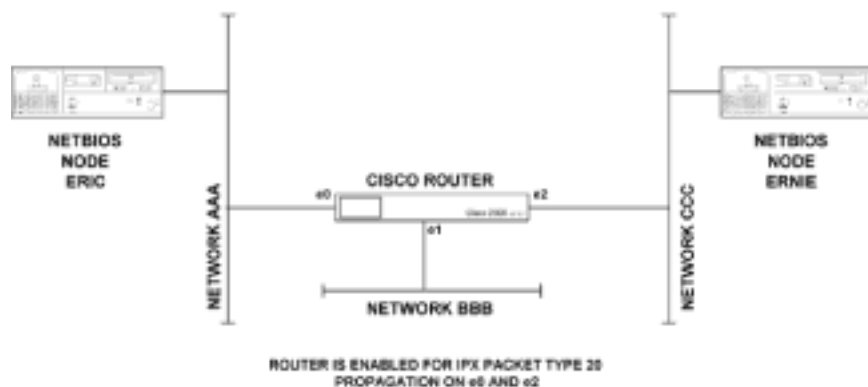 NETBIOS
NODE
ERIC
NETWORK AAA
CISCO ROUTER
e0
e2
e1
NETWORK BBB
NETWORK CCC
NETBIOS
NODE
ERNIE
ROUTER IS ENABLED FOR IPX PACKET TYPE 20
PROPAGATION ON e0 AND e2